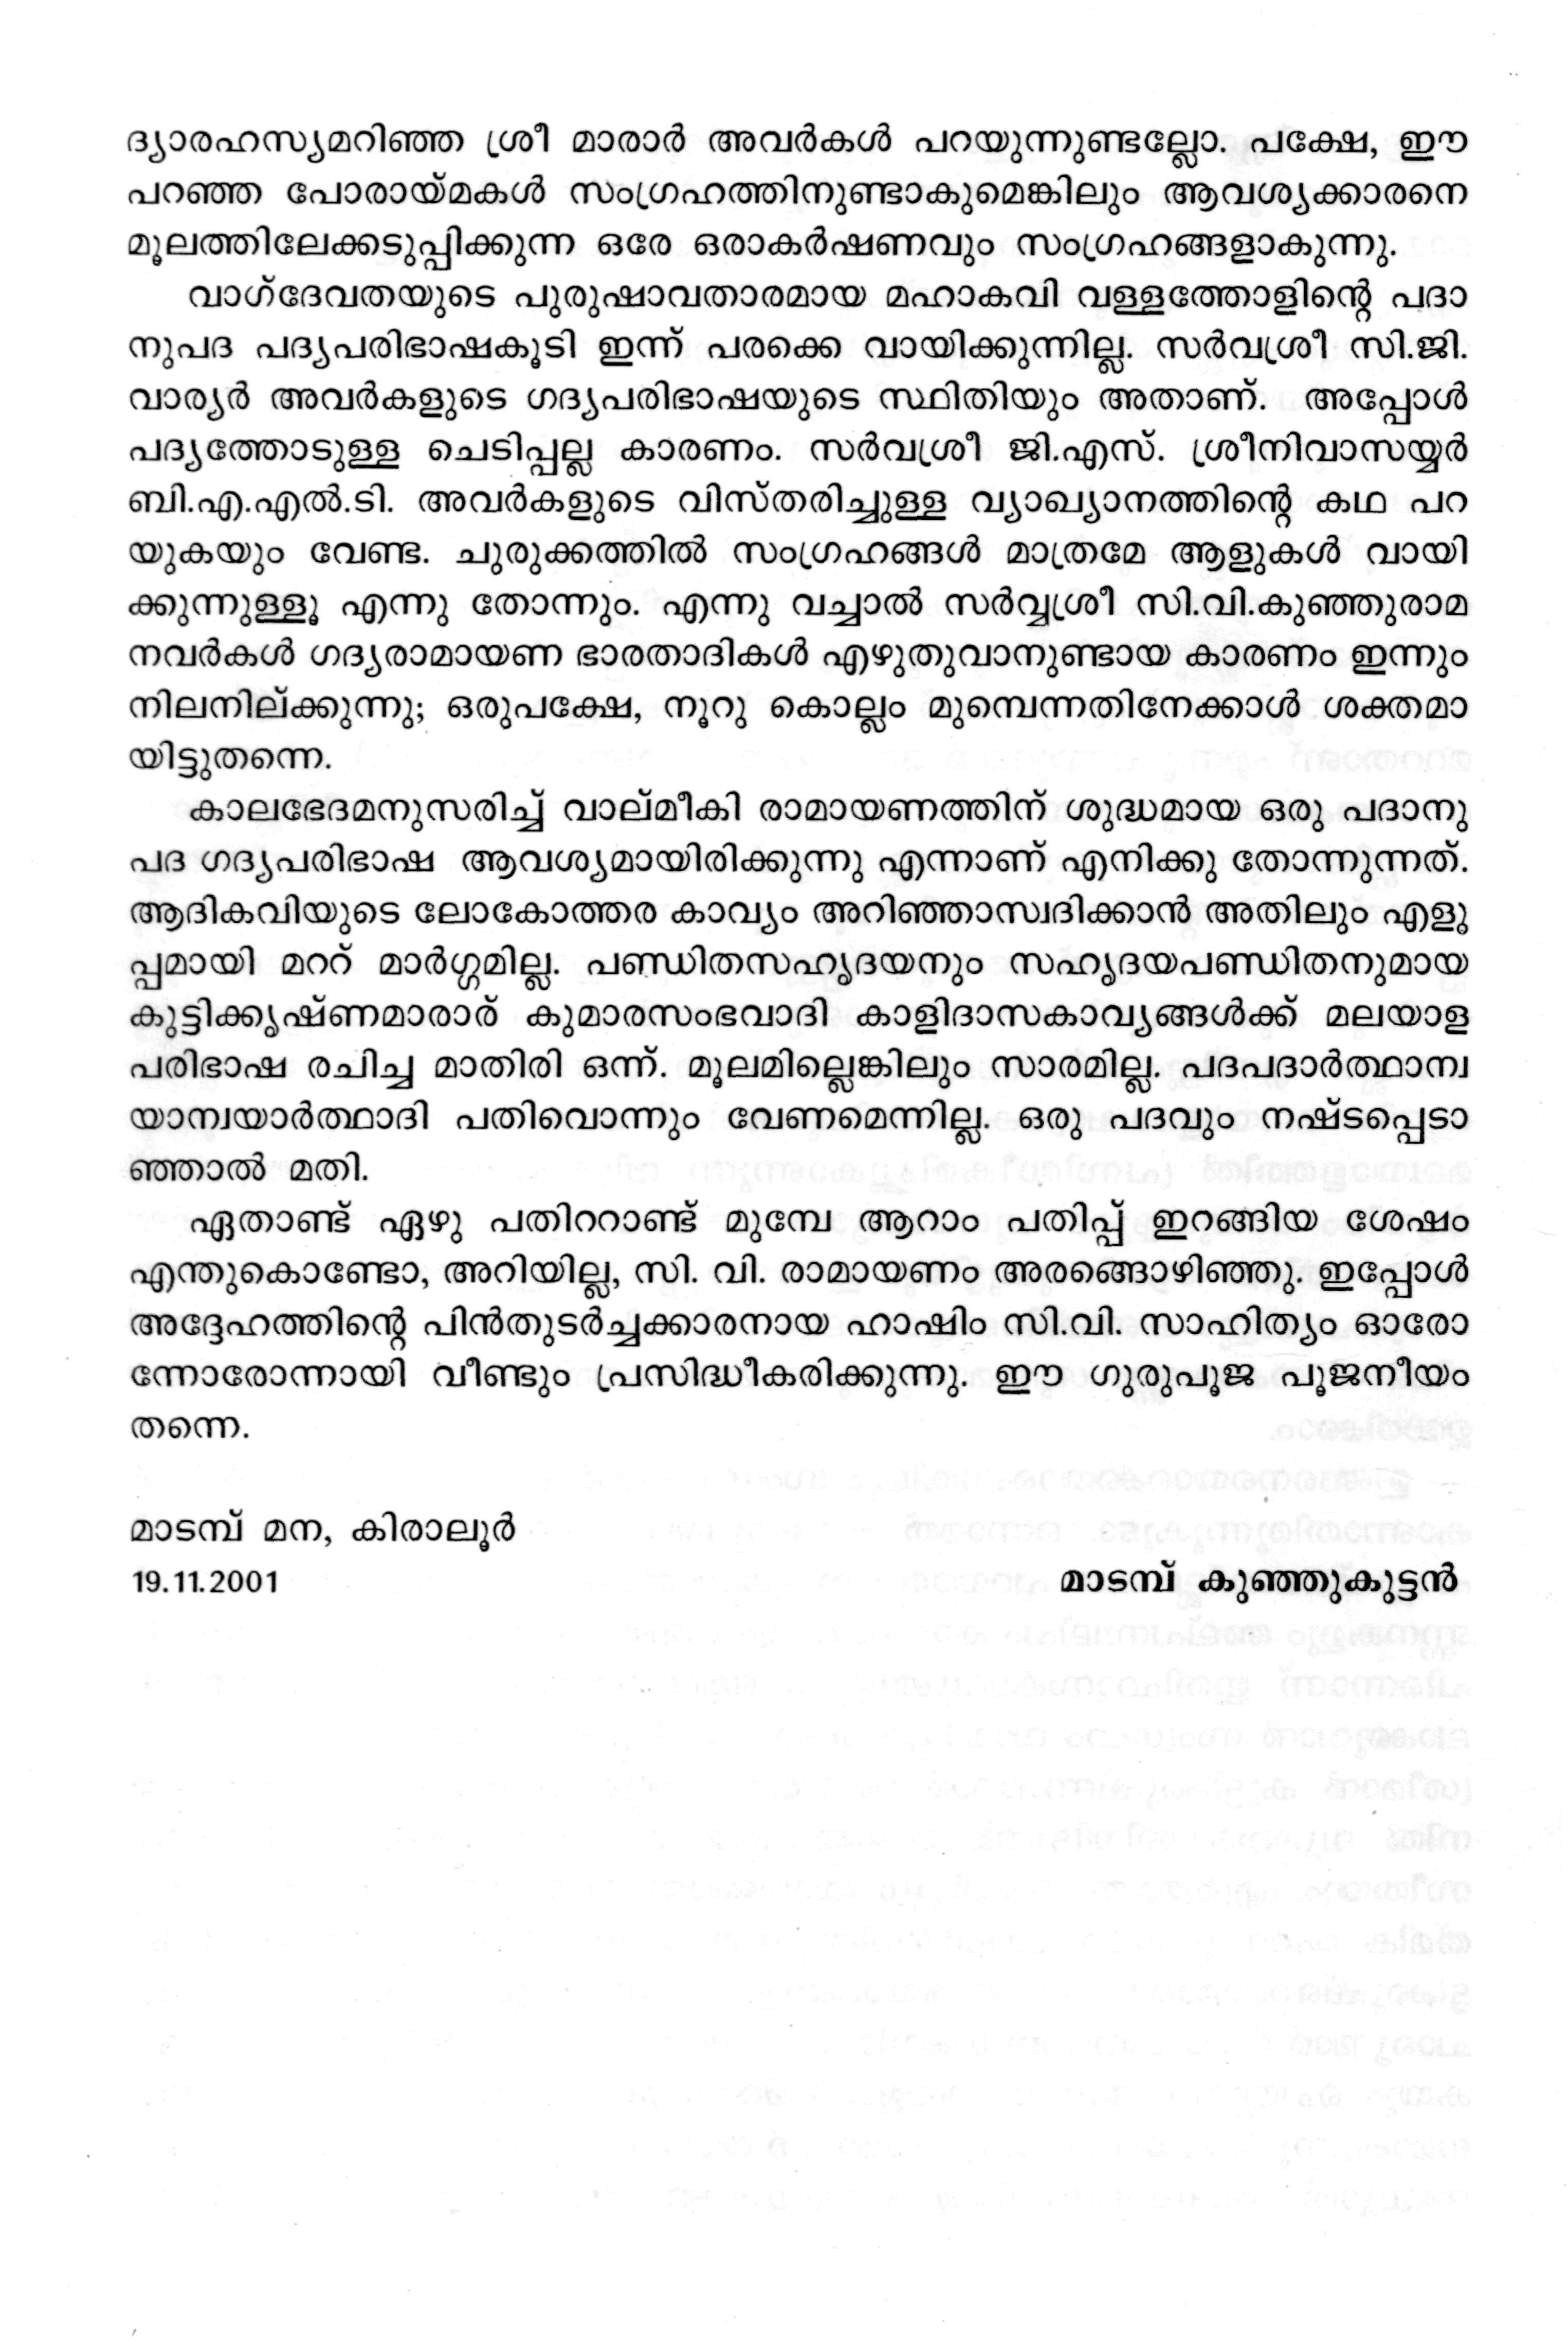 ദ്യാരഹസ്യമറിഞ്ഞ ശ്രീ മാരാർ അവർകൾ പറയുന്നുണ്ടല്ലോ. പക്ഷേ, ഈ
പറഞ്ഞ പോരായ്മകൾ സംഗ്രഹത്തിനുണ്ടാകുമെങ്കിലും ആവശ്യക്കാരനെ
മൂലത്തിലേക്കടുപ്പിക്കുന്ന ഒരേ ഒരാകർഷണവും സംഗ്രഹങ്ങളാകുന്നു.
വാഗ്ദേവതയുടെ പുരുഷാവതാരമായ മഹാകവി വള്ളത്തോളിന്റെ പദാ
നുപദ പദ്യപരിഭാഷകൂടി ഇന്ന് പരക്കെ വായിക്കുന്നില്ല. സർവശ്രീ സി.ജി.
വാര്യർ അവർകളുടെ ഗദ്യപരിഭാഷയുടെ സ്ഥിതിയും അതാണ്. അപ്പോൾ
പദ്യത്തോടുള്ള ചെടിപ്പല്ല കാരണം. സർവശ്രീ ജി.എസ്. ശ്രീനിവാസയ്യർ
ബി.എ.എൽ.ടി. അവർകളുടെ വിസ്തരിച്ചുള്ള വ്യാഖ്യാനത്തിന്റെ കഥ പറ
യുകയും വേണ്ട. ചുരുക്കത്തിൽ സംഗ്രഹങ്ങൾ മാത്രമേ ആളുകൾ വായി
ക്കുന്നുള്ളൂ എന്നു തോന്നും. എന്നു വച്ചാൽ സർവ്വശ്രീ സി.വി.കുഞ്ഞുരാമ
നവർകൾ ഗദ്യരാമായണ ഭാരതാദികൾ എഴുതുവാനുണ്ടായ കാരണം ഇന്നും
നിലനില്ക്കുന്നു; ഒരുപക്ഷേ, നൂറു കൊല്ലം മുമ്പെന്നതിനേക്കാൾ ശക്തമാ
യിട്ടുതന്നെ.
കാലഭേദമനുസരിച്ച് വാല്മീകി രാമായണത്തിന് ശുദ്ധമായ ഒരു പദാനു
പദ ഗദ്യപരിഭാഷ ആവശ്യമായിരിക്കുന്നു എന്നാണ് എനിക്കു തോന്നുന്നത്.
ആദികവിയുടെ ലോകോത്തര കാവ്യം അറിഞ്ഞാസ്വദിക്കാൻ അതിലും എളു
പ്പമായി മററ് മാർഗ്ഗമില്ല. പണ്ഡിതസഹൃദയനും സഹൃദയപണ്ഡിതനുമായ
കുട്ടിക്കൃഷ്ണമാരാര് കുമാരസംഭവാദി കാളിദാസകാവ്യങ്ങൾക്ക് മലയാള
പരിഭാഷ രചിച്ച മാതിരി ഒന്ന്. മൂലമില്ലെങ്കിലും സാരമില്ല. പദപദാർത്ഥാന്വ
യാന്വയാർത്ഥാദി പതിവൊന്നും വേണമെന്നില്ല. ഒരു പദവും നഷ്ടപ്പെടാ
ഞ്ഞാൽ മതി.
ഏതാണ്ട് ഏഴു പതിററാണ്ട് മുമ്പേ ആറാം പതിപ്പ് ഇറങ്ങിയ ശേഷം
എന്തുകൊണ്ടോ, അറിയില്ല, സി. വി. രാമായണം അരങ്ങൊഴിഞ്ഞു. ഇപ്പോൾ
അദ്ദേഹത്തിന്റെ പിൻതുടർച്ചക്കാരനായ ഹാഷിം സി.വി. സാഹിത്യം ഓരോ
ന്നോരോന്നായി വീണ്ടും പ്രസിദ്ധീകരിക്കുന്നു. ഈ ഗുരുപൂജ പൂജനീയം
തന്നെ.
മാടമ്പ് മന, കിരാലൂർ
19.11.2001 മാടമ്പ് കുഞ്ഞുകുട്ടൻ